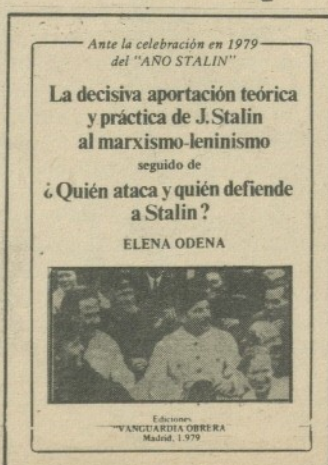 Ante la celebración en 1979
del "AÑO STALIN"
La decisiva aportación teórica
y práctica de J. Stalin
al marxismo-leninismo
seguido de
¿Quién ataca y quién defiende
a Stalin?
ELENA ODENA
Ediciones
VANGUARDIA OBRERA
Madrid, 1.979